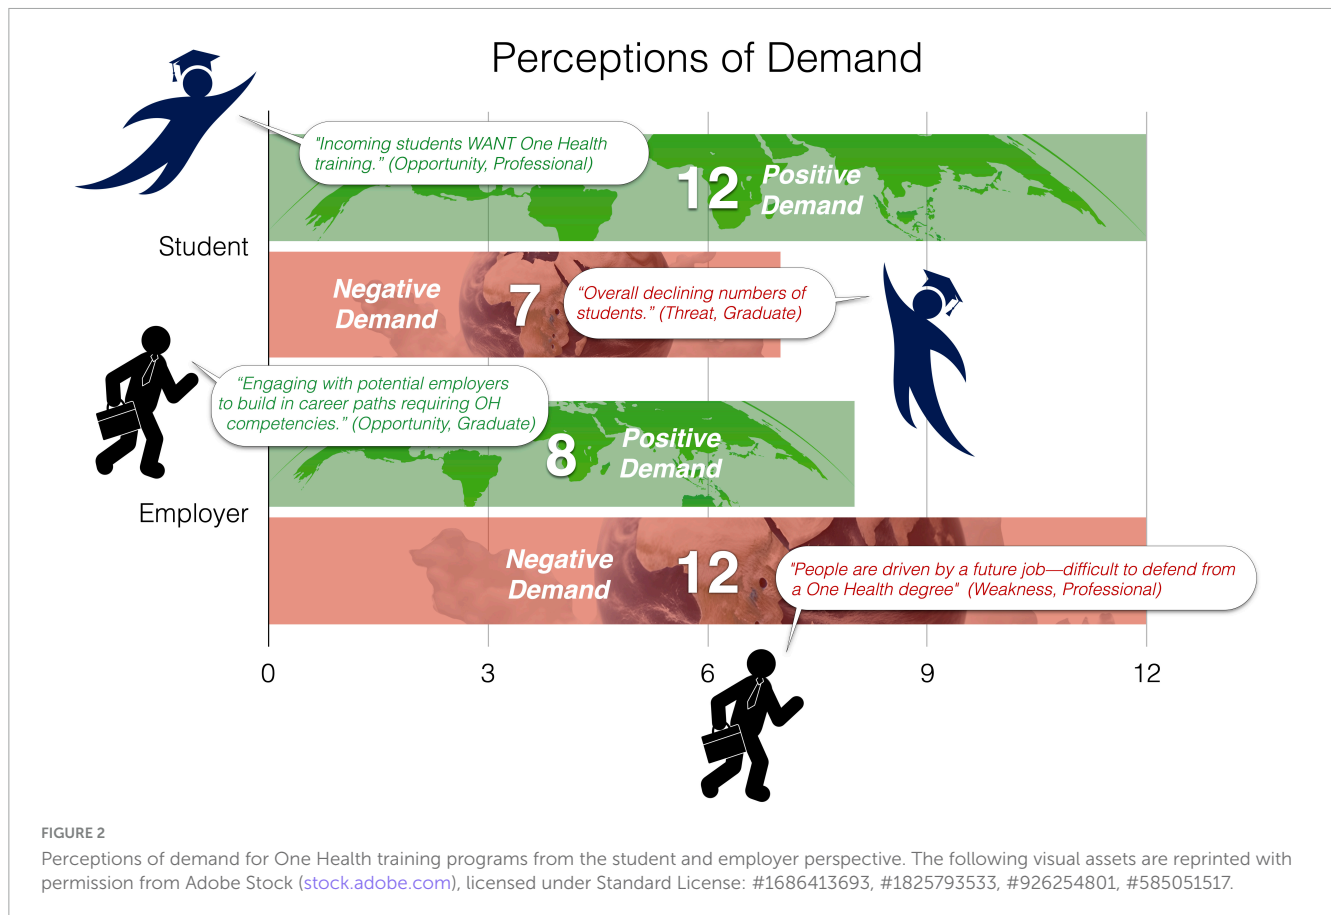 Perceptions of Demand
"Incoming students WANT One Health
training.” (Opportunity, Professional)
12
Positive
Demand
Student
Negative
Demand
7
“Overall declining numbers of
students.” (Threat, Graduate)
“Engaging with potential employers
to build in career paths requiring OH
competencies.” (Opportunity, Graduate)
8
Positive
Demand
Employer
Negative
Demand
12
"People are driven by a future job—difficult to defend from
a One Health degree" (Weakness, Professional)
0 3 6 9 12
FIGURE 2
Perceptions of demand for One Health training programs from the student and employer perspective. The following visual assets are reprinted with
permission from Adobe Stock (stock.adobe.com), licensed under Standard License: #1686413693, #1825793533, #926254801, #585051517.